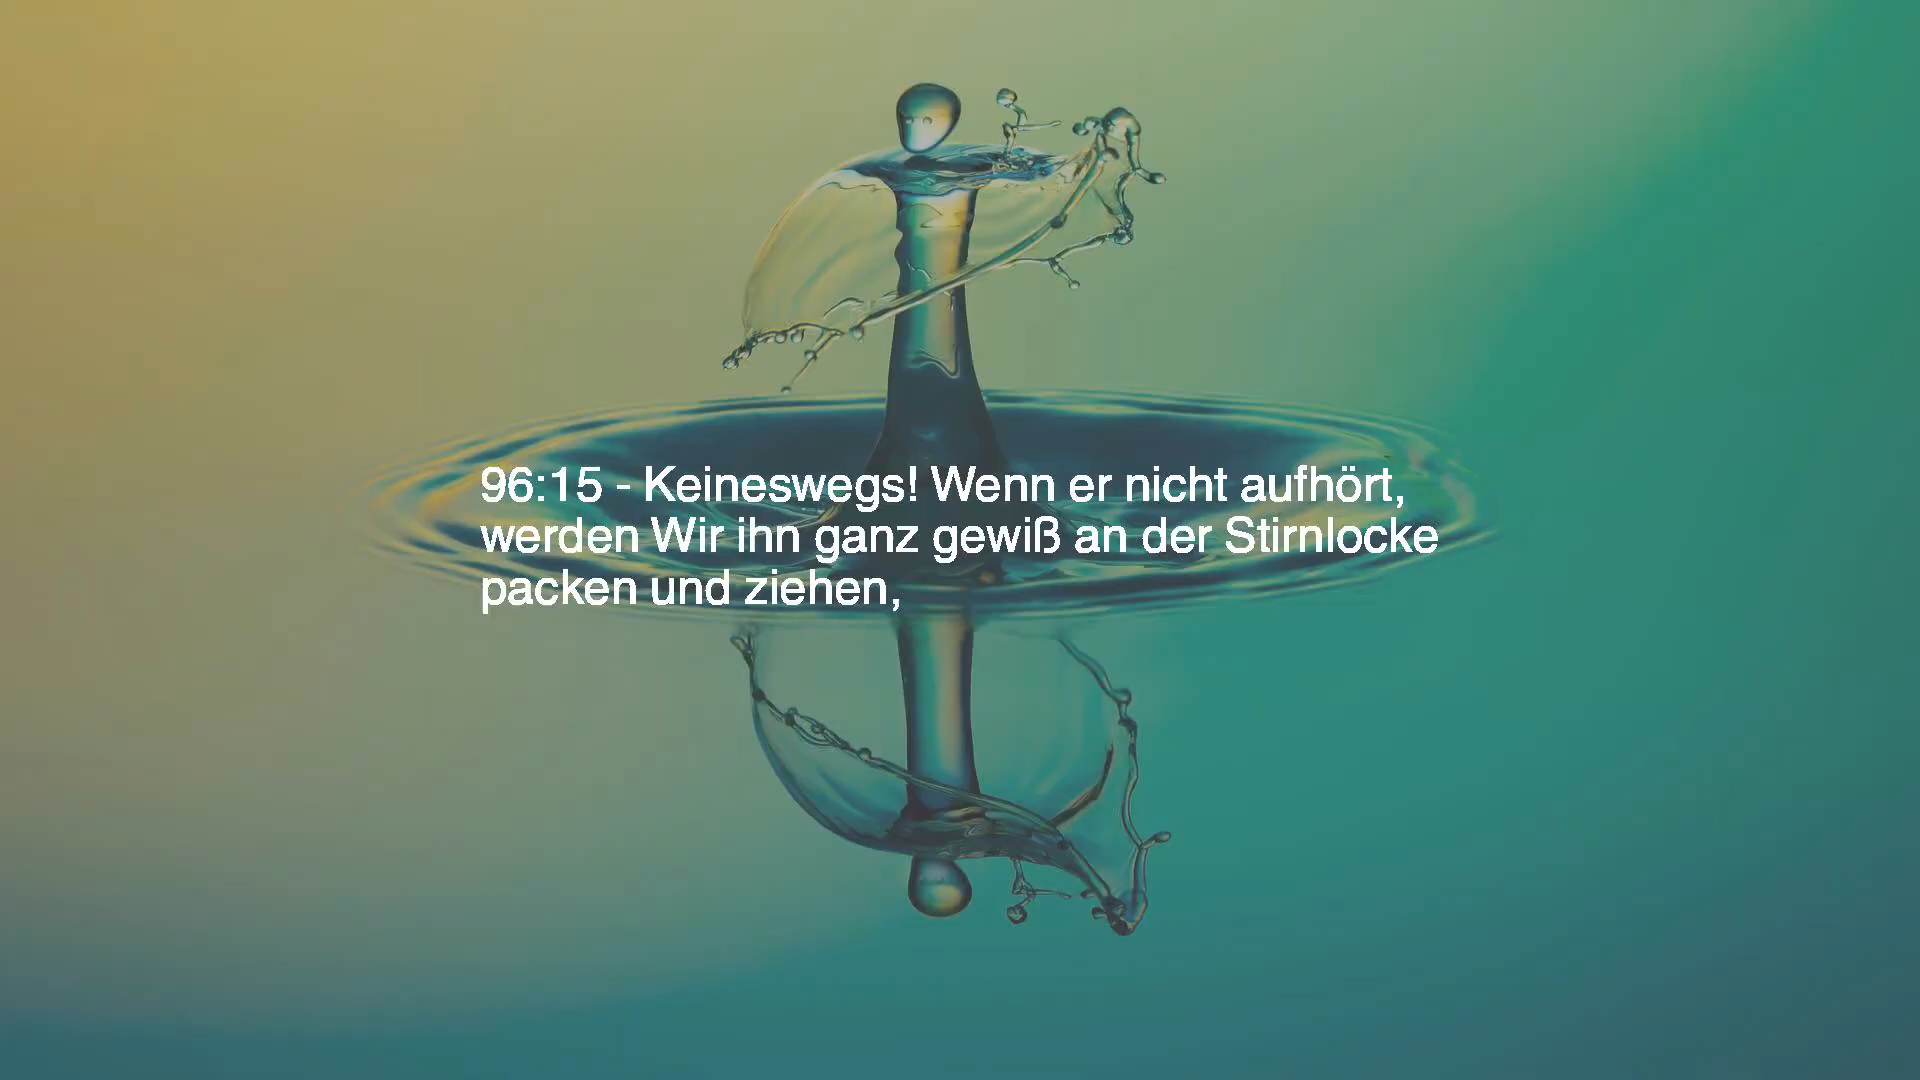 96:15 - Keineswegs! Wenn er nicht aufhört,
werden Wir ihn ganz gewiß an der Stirnlocke
packen und ziehen,